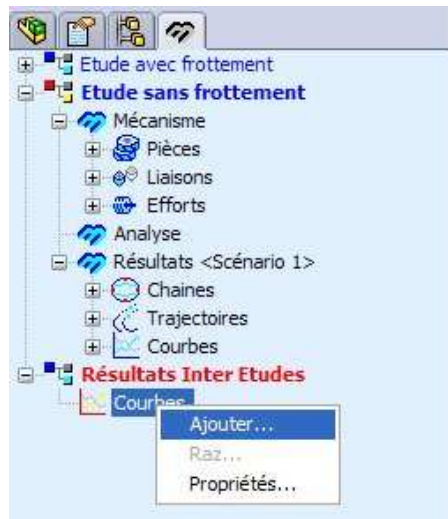 Etude avec frottement
Etude sans frottement
Mécanisme
Pièces
Liaisons
Efforts
Analyse
Résultats <Scénario 1>
Chaines
Trajectoires
Courbes
Résultats Inter Etudes
Courbes
Ajouter...
Raz...
Propriétés...